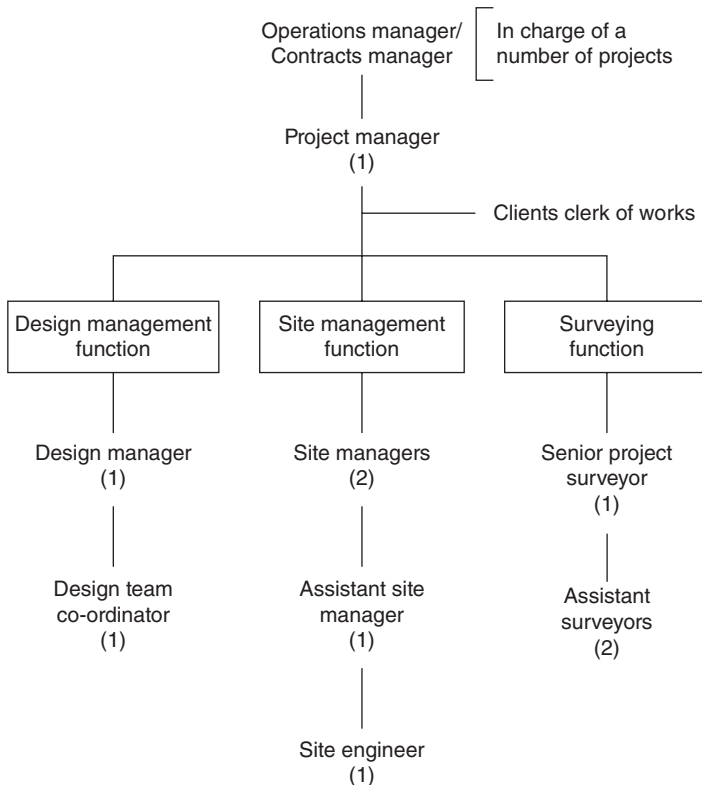 Operations manager/
Contracts manager
In charge of a
number of projects
Project manager
(1)
Clients clerk of works
Design management
function
Site management
function
Surveying
function
Design manager
(1)
Site managers
(2)
Senior project
surveyor
(1)
Design team
co-ordinator
(1)
Assistant site
manager
(1)
Assistant
surveyors
(2)
Site engineer
(1)